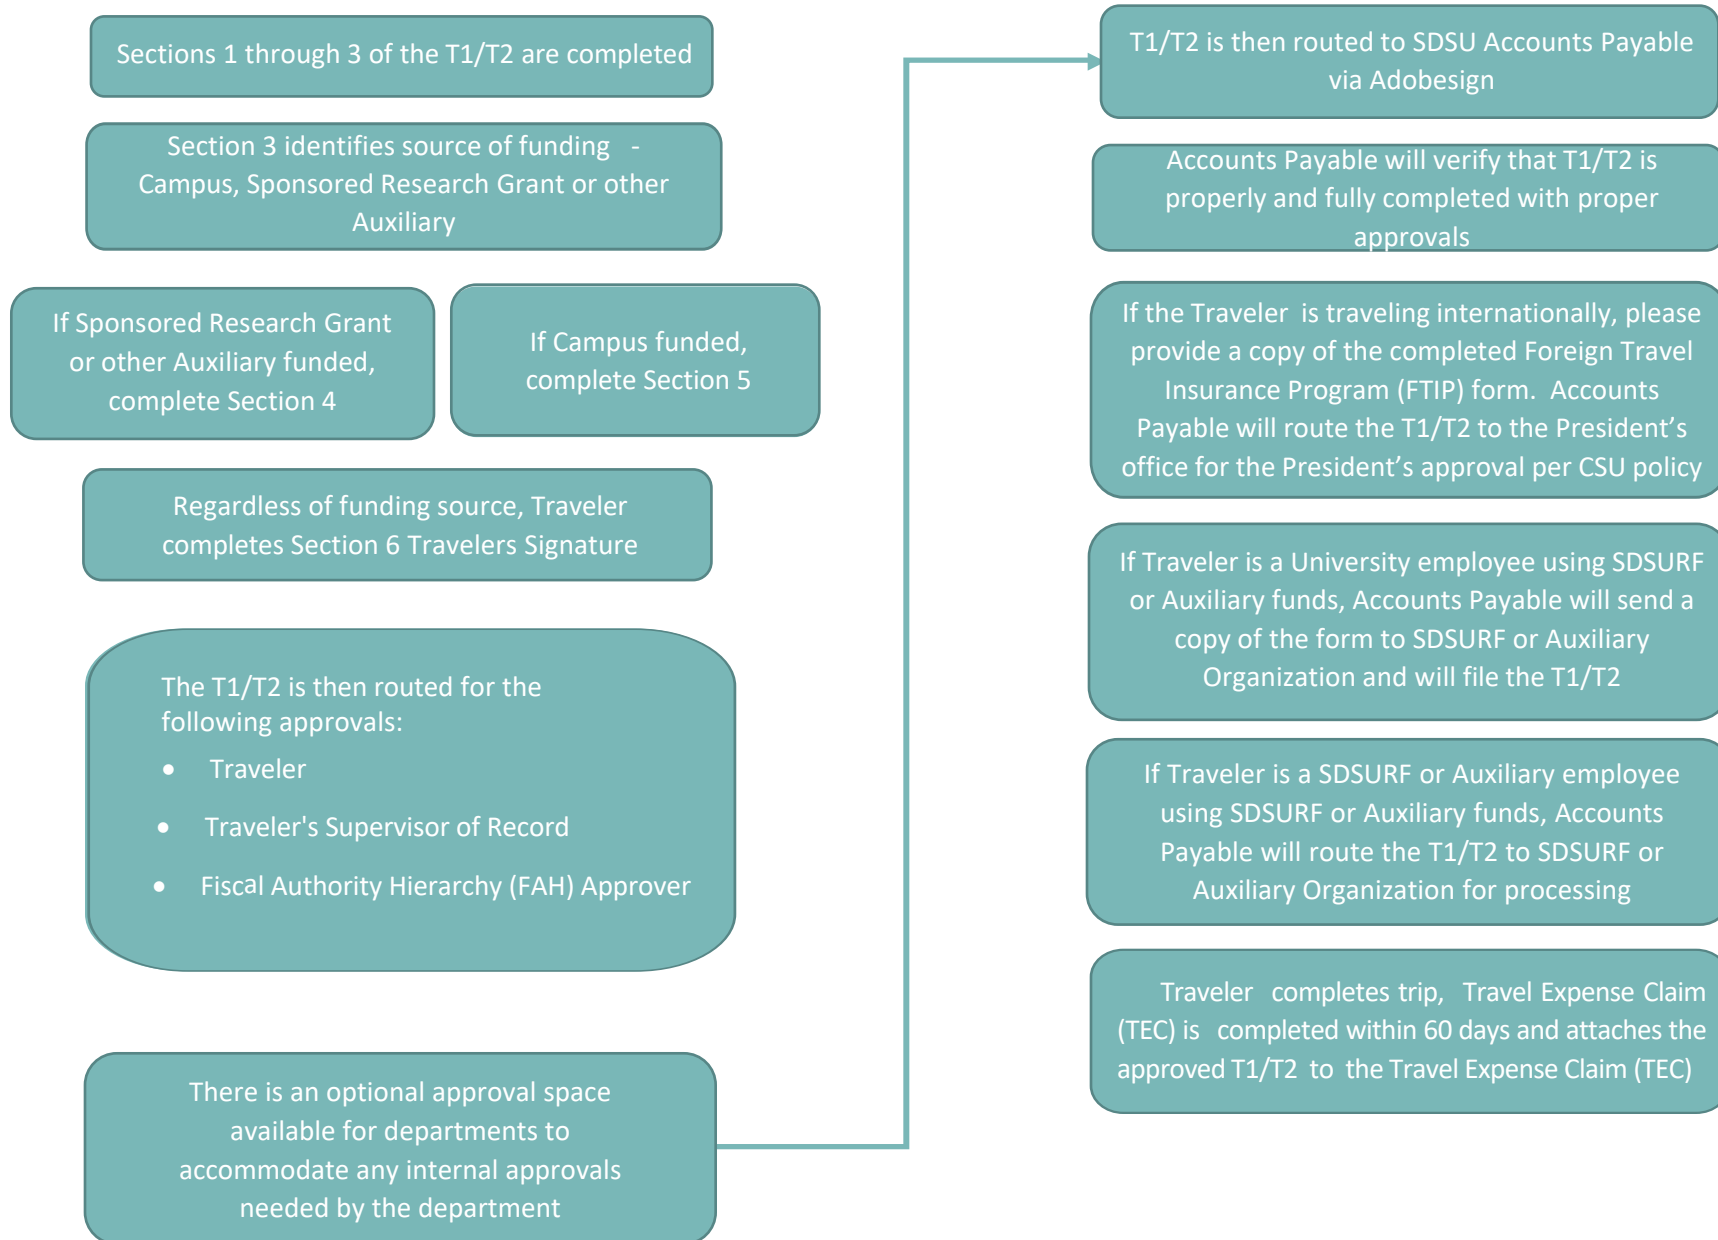 Sections 1 through 3 of the T1/T2 are completed
Section 3 identifies source of funding -
Campus, Sponsored Research Grant or other
Auxiliary
If Sponsored Research Grant
or other Auxiliary funded,
complete Section 4
If Campus funded,
complete Section 5
Regardless of funding source, Traveler
completes Section 6 Travelers Signature
The T1/T2 is then routed for the
following approvals:
• Traveler
• Traveler's Supervisor of Record
• Fiscal Authority Hierarchy (FAH) Approver
There is an optional approval space
available for departments to
accommodate any internal approvals
needed by the department
T1/T2 is then routed to SDSU Accounts Payable
via Adobesign
Accounts Payable will verify that T1/T2 is
properly and fully completed with proper
approvals
If the Traveler is traveling internationally, please
provide a copy of the completed Foreign Travel
Insurance Program (FTIP) form. Accounts
Payable will route the T1/T2 to the President’s
office for the President’s approval per CSU policy
If Traveler is a University employee using SDSURF
or Auxiliary funds, Accounts Payable will send a
copy of the form to SDSURF or Auxiliary
Organization and will file the T1/T2
If Traveler is a SDSURF or Auxiliary employee
using SDSURF or Auxiliary funds, Accounts
Payable will route the T1/T2 to SDSURF or
Auxiliary Organization for processing
Traveler completes trip, Travel Expense Claim
(TEC) is completed within 60 days and attaches the
approved T1/T2 to the Travel Expense Claim (TEC)